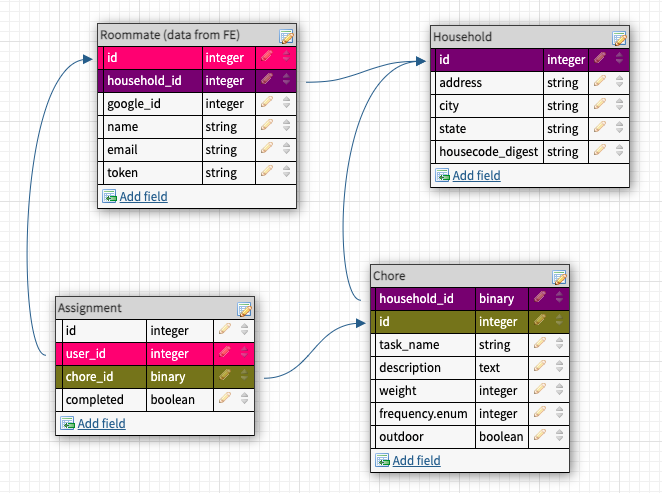 Roommate (data from FE)
id integer
household_id integer
google_id integer
name string
email string
token string
Add field
Household
id integer
address string
city string
state string
housecode_digest string
Add field
Assignment
id integer
user_id integer
chore_id binary
completed boolean
Add field
Chore
household_id binary
id integer
task_name string
description text
weight integer
frequency.enum integer
outdoor boolean
Add field